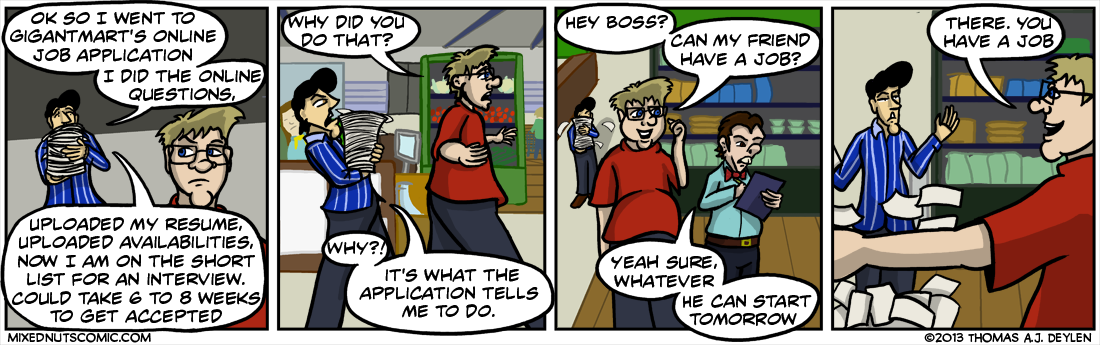 OK SO I WENT TO
GIGANTMART'S ONLINE
JOB APPLICATION
I DID THE ONLINE
QUESTIONS,
UPLOADED MY RESUME,
UPLOADED AVAILABILITIES,
NOW I AM ON THE SHORT
LIST FOR AN INTERVIEW.
COULD TAKE 6 TO 8 WEEKS
TO GET ACCEPTED
WHY DID YOU
DO THAT?
WHY?!
IT'S WHAT THE
APPLICATION TELLS
ME TO DO.
HEY BOSS?
CAN MY FRIEND
HAVE A JOB?
YEAH SURE,
WHATEVER
HE CAN START
TOMORROW
THERE. YOU
HAVE A JOB
MIXEDNUTSCOMIC.COM
©2013 THOMAS A.J. DEYLEN